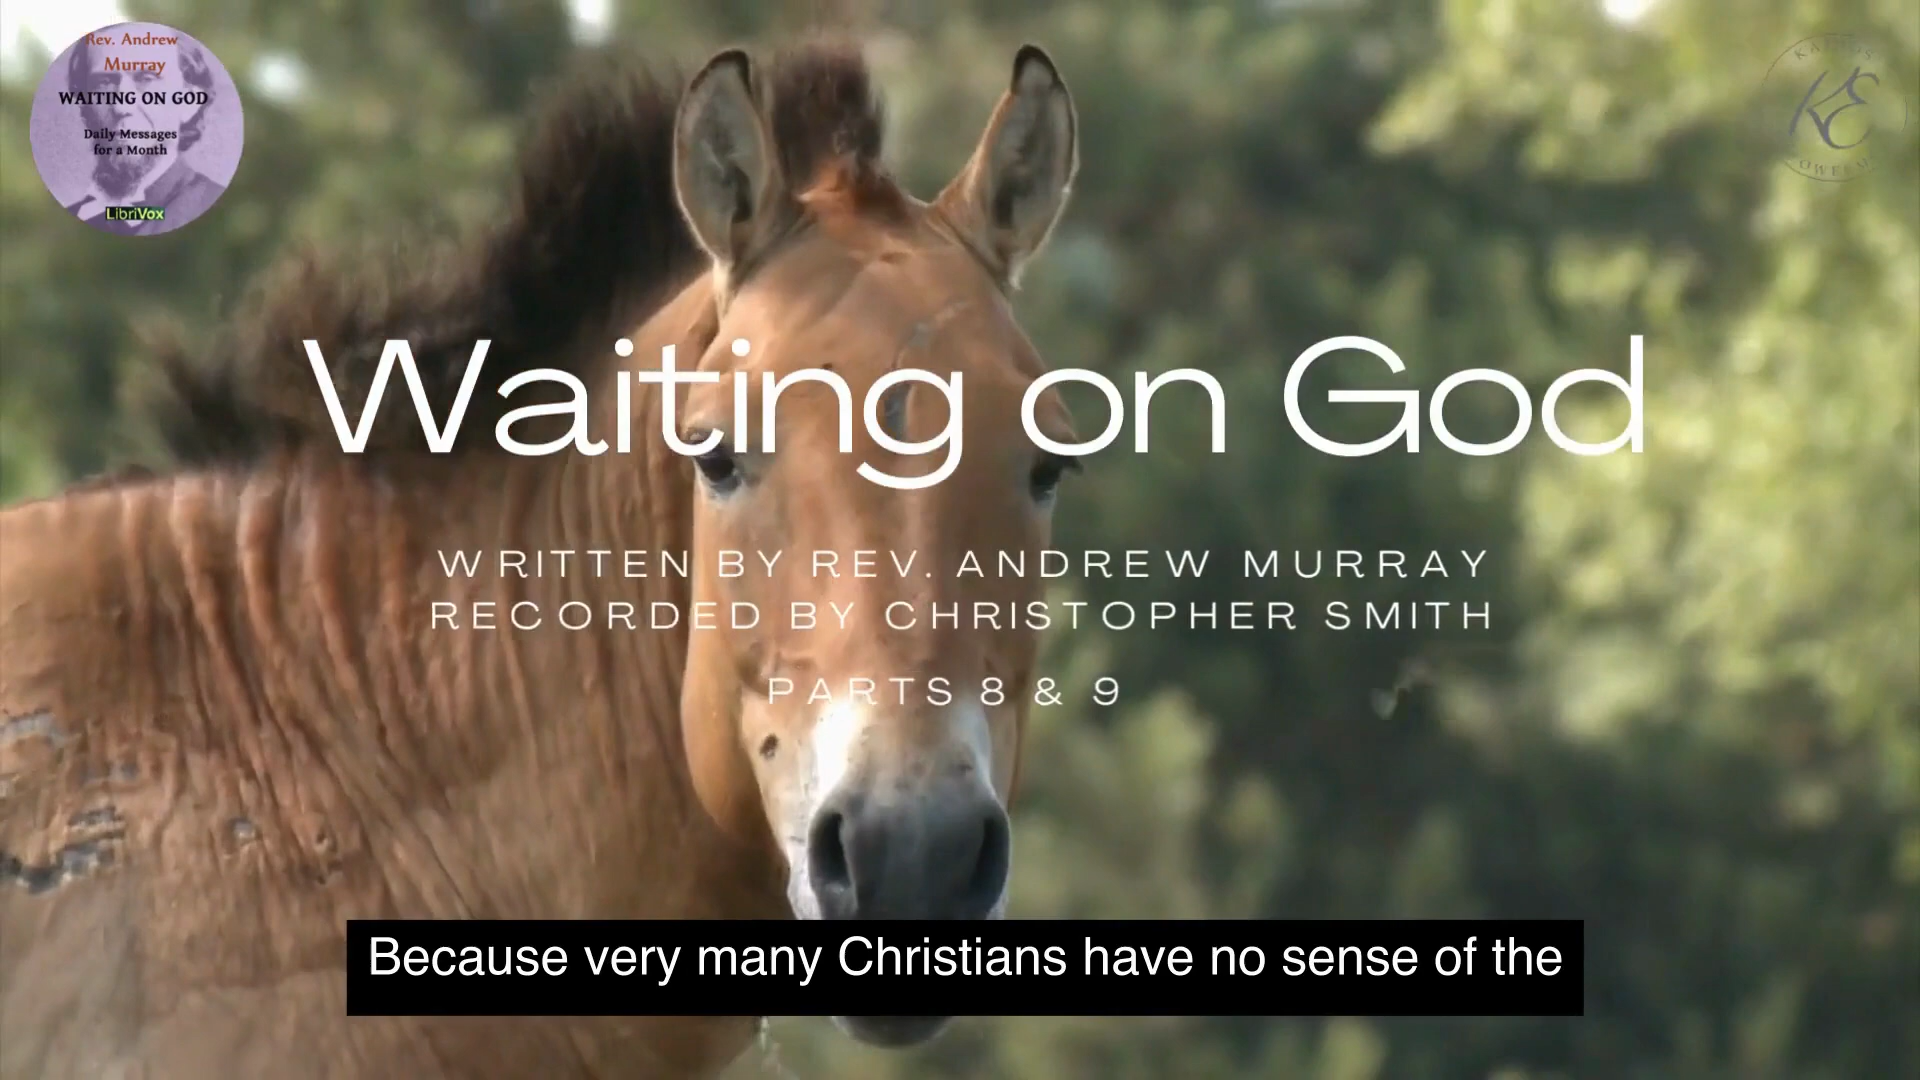 Rev. Andrew
Murray
WAITING ON GOD
Daily Messages
for a Month
LibriVox
KE
Waiting on God
WRITTEN BY REV. ANDREW MURRAY
RECORDED BY CHRISTOPHER SMITH
PARTS 8 & 9
Because very many Christians have no sense of the